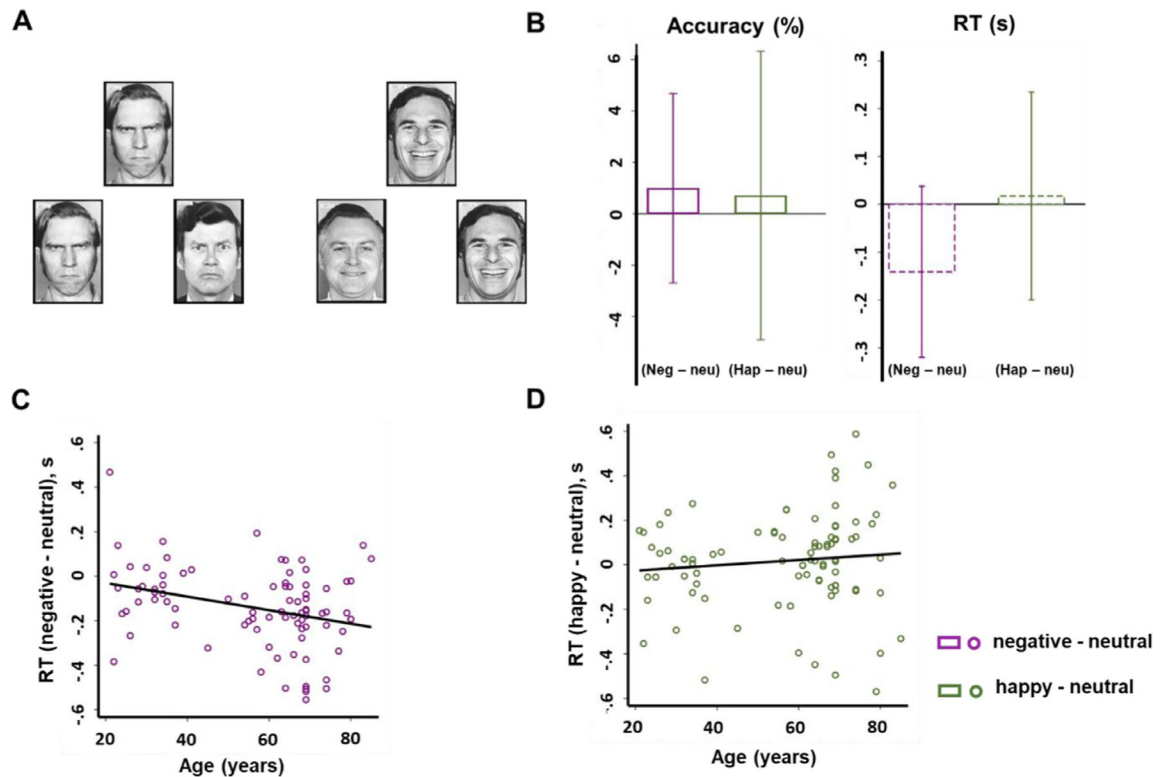 A
B
Accuracy (%)
RT (s)
6
4
2
0
-2
-4
(Neg – neu) (Hap – neu)
.3
.2
.1
0
-.1
-.2
-.3
(Neg – neu) (Hap – neu)
C
RT (negative - neutral), s
.6
.4
.2
0
-.2
-.4
-.6
20 40 60 80
Age (years)
D
RT (happy - neutral), s
.6
.4
.2
0
-.2
-.4
-.6
20 40 60 80
Age (years)
negative - neutral
happy - neutral